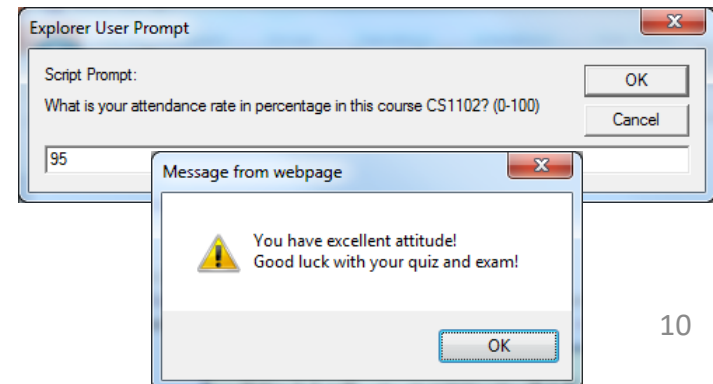 Explorer User Prompt
Script Prompt:
OK
What is your attendance rate in percentage in this course CS1102? (0-100)
Cancel
95
Message from webpage
You have excellent attitude!
Good luck with your quiz and exam!
OK
10